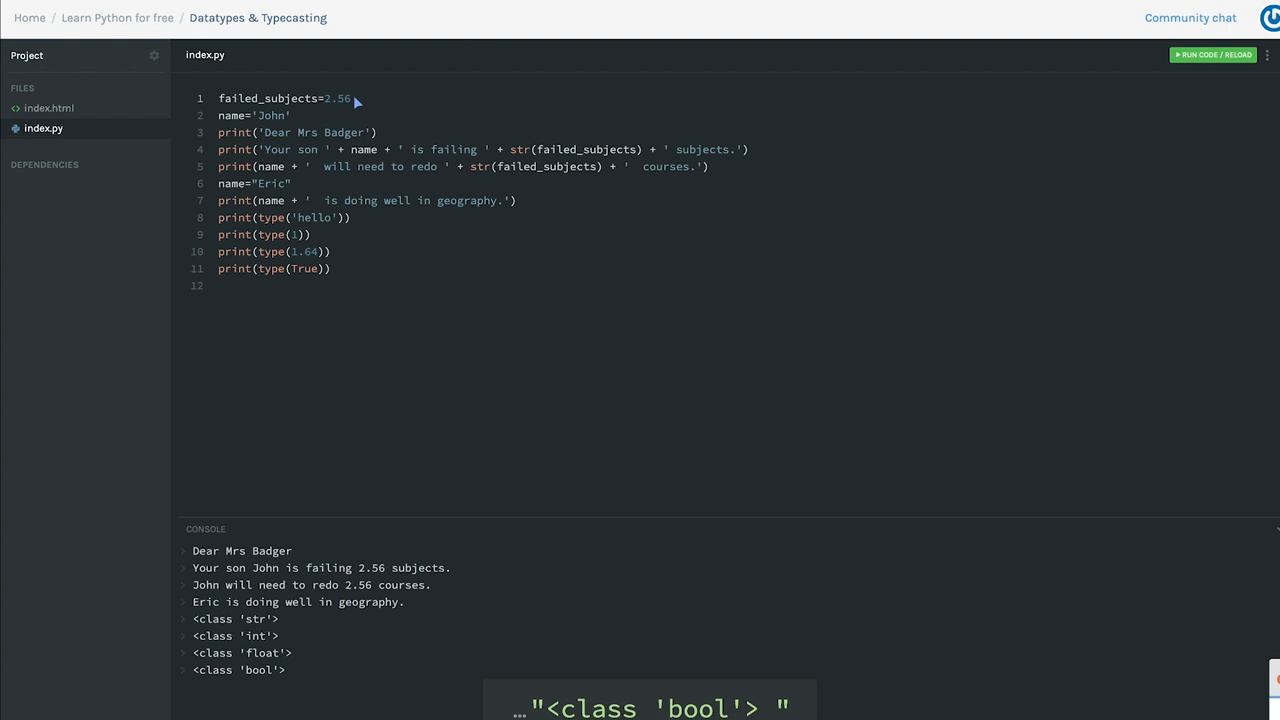 Home / Learn Python for free / Datatypes & Typecasting
Community chat
Project
index.py
RUN CODE / RELOAD
FILES
<> index.html
index.py
DEPENDENCIES
1 failed_subjects=2.56
2 name='John'
3 print('Dear Mrs Badger')
4 print('Your son ' + name + ' is failing ' + str(failed_subjects) + ' subjects.')
5 print(name + '  will need to redo ' + str(failed_subjects) + '  courses.')
6 name="Eric"
7 print(name + '  is doing well in geography.')
8 print(type('hello'))
9 print(type(1))
10 print(type(1.64))
11 print(type(True))
12
CONSOLE
> Dear Mrs Badger
> Your son John is failing 2.56 subjects.
> John will need to redo 2.56 courses.
> Eric is doing well in geography.
> <class 'str'>
> <class 'int'>
> <class 'float'>
> <class 'bool'>
…"<class 'bool'> "